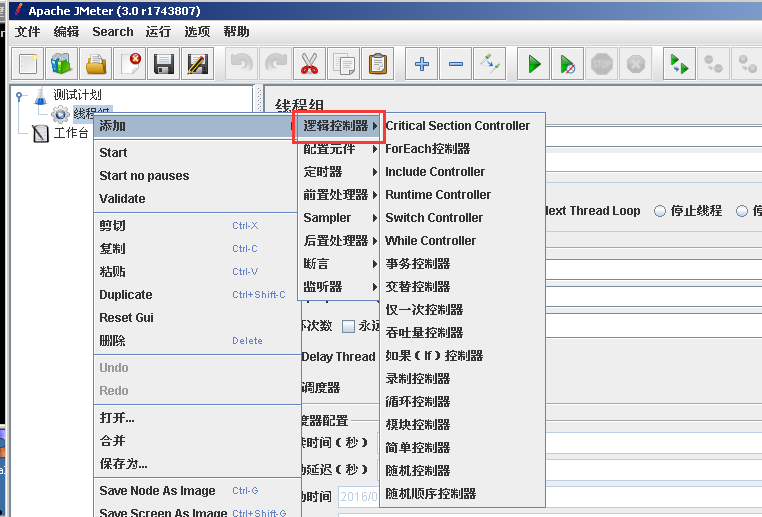 Apache JMeter (3.0 r1743807)
文件 编辑 Search 运行 选项 帮助
测试计划
线程组
工作台
线程组
添加
Start
Start no pauses
Validate
剪切 Ctrl-X
复制 Ctrl-C
粘贴 Ctrl-V
Duplicate Ctrl+Shift-C
Reset Gui
删除 Delete
Undo
Redo
打开...
合并
保存为...
Save Node As Image Ctrl-G
Save Screen As Image Ctrl+Shift-G
逻辑控制器
配置元件
定时器
前置处理器
Sampler
后置处理器
断言
监听器
Critical Section Controller
ForEach控制器
Include Controller
Runtime Controller
Switch Controller
While Controller
事务控制器
交替控制器
仅一次控制器
吞吐量控制器
如果（If）控制器
录制控制器
循环控制器
模块控制器
简单控制器
随机控制器
随机顺序控制器
Next Thread Loop 停止线程 停
环次数 永远
Delay Thread
调度器
度器配置
时间（秒）
动延迟（秒）
动时间 2016/0